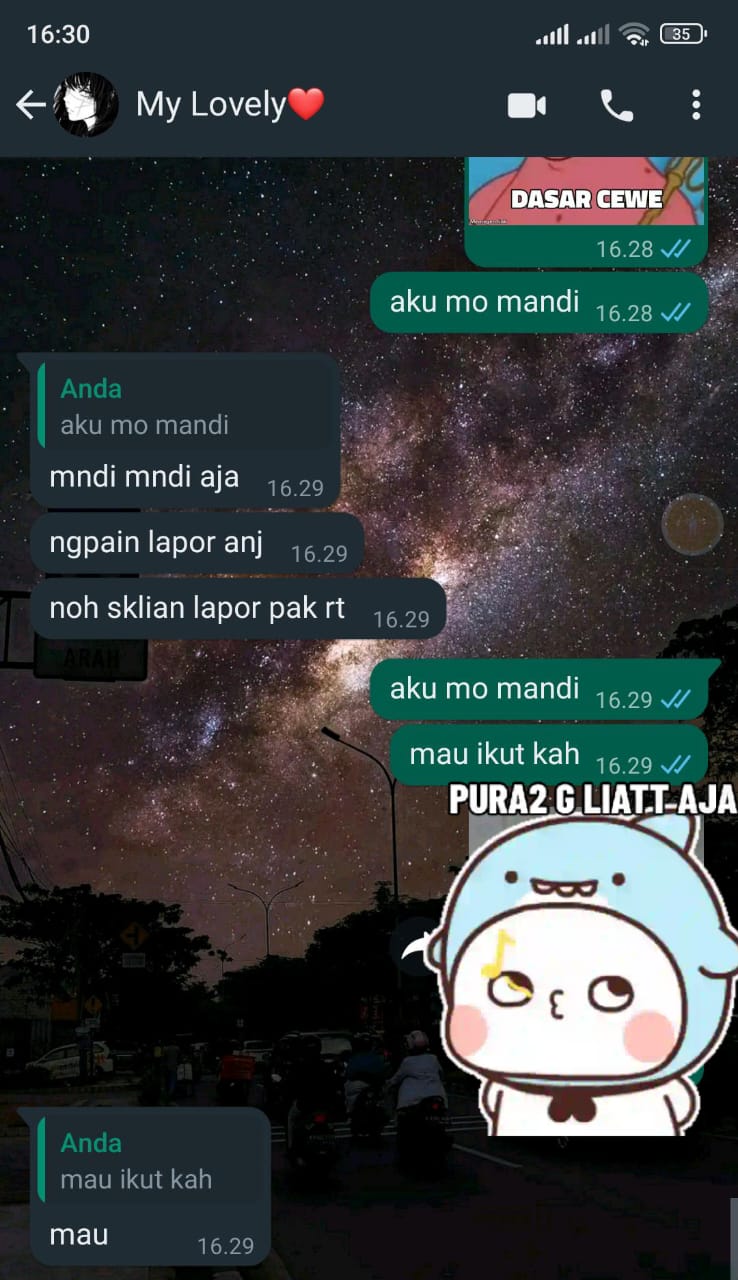 16:30
35
My Lovely❤️
DASAR CEWE
16.28
aku mo mandi 16.28
Anda
aku mo mandi
mndi mndi aja 16.29
ngpain lapor anj 16.29
noh sklian lapor pak rt 16.29
ARAH
aku mo mandi 16.29
mau ikut kah 16.29
PURA2 G LIATT AJA
Anda
mau ikut kah
mau 16.29